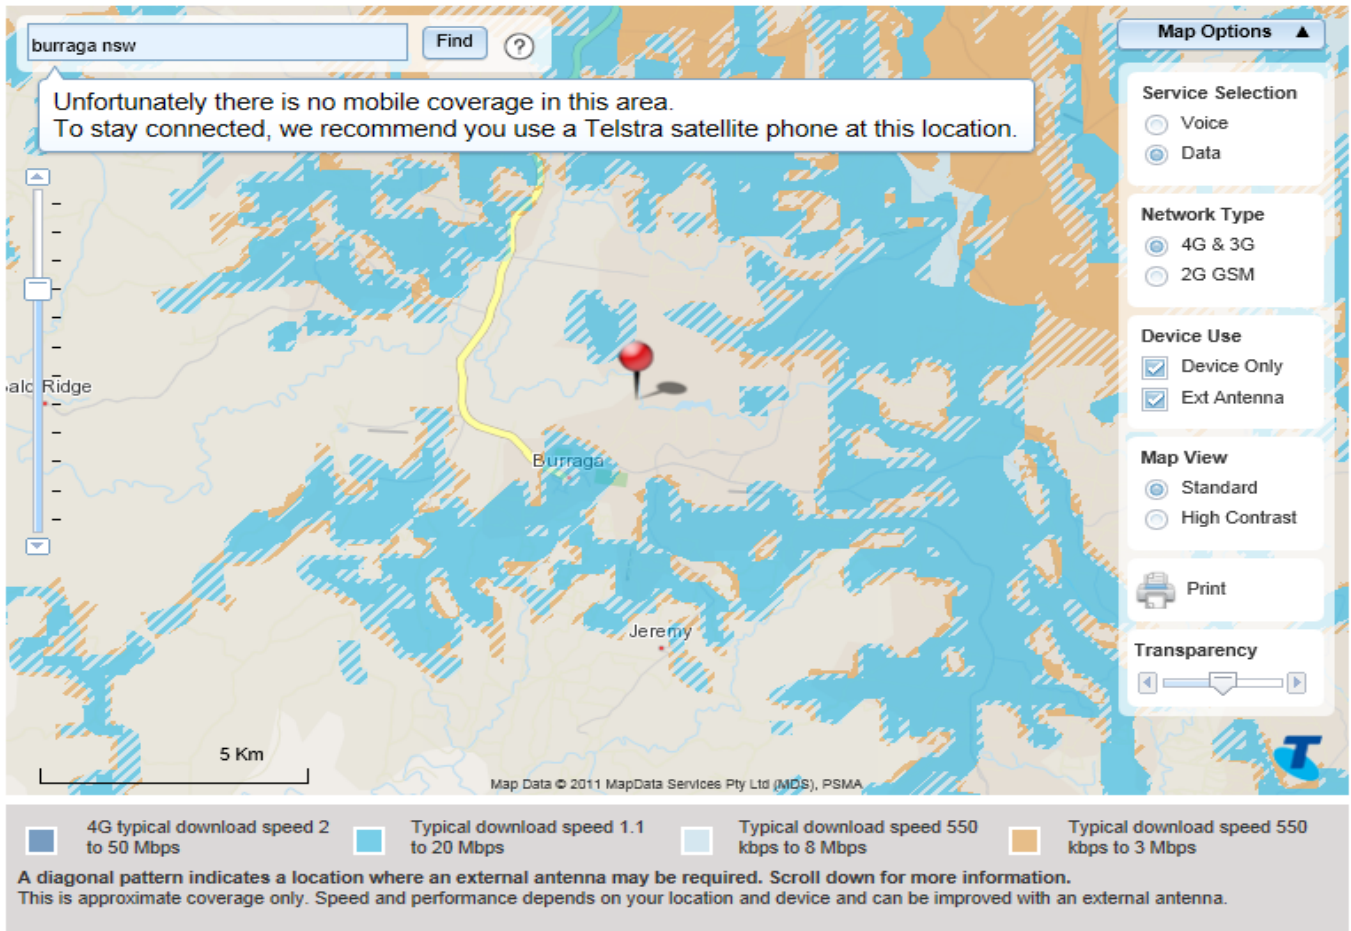 burraga nsw
Find
?
Map Options ▲
Unfortunately there is no mobile coverage in this area.
To stay connected, we recommend you use a Telstra satellite phone at this location.
Service Selection
Voice
Data
Network Type
4G & 3G
2G GSM
Device Use
Device Only
Ext Antenna
Map View
Standard
High Contrast
Print
Transparency
Ridge
Burraga
Jeremy
5 Km
Map Data © 2011 MapData Services Pty Ltd (MDS), PSMA
T
4G typical download speed 2
to 50 Mbps
Typical download speed 1.1
to 20 Mbps
Typical download speed 550
kbps to 8 Mbps
Typical download speed 550
kbps to 3 Mbps
A diagonal pattern indicates a location where an external antenna may be required. Scroll down for more information.
This is approximate coverage only. Speed and performance depends on your location and device and can be improved with an external antenna.